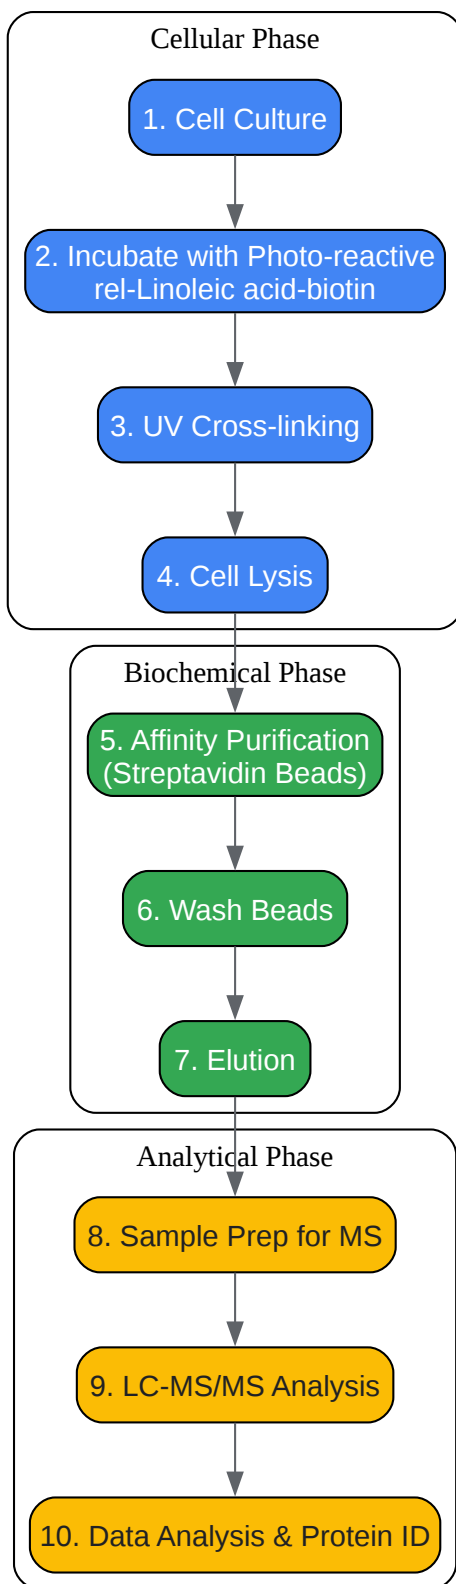 Cellular Phase
1. Cell Culture
2. Incubate with Photo-reactive
rel-Linoleic acid-biotin
3. UV Cross-linking
4. Cell Lysis
Biochemical Phase
5. Affinity Purification
(Streptavidin Beads)
6. Wash Beads
7. Elution
Analytical Phase
8. Sample Prep for MS
9. LC-MS/MS Analysis
10. Data Analysis & Protein ID